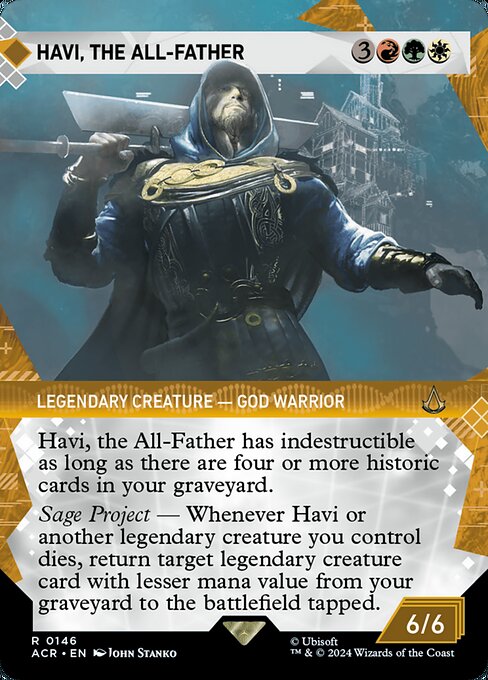 HAVI, THE ALL-FATHER 3
LEGENDARY CREATURE — GOD WARRIOR
Havi, the All-Father has indestructible
as long as there are four or more historic
cards in your graveyard.
Sage Project — Whenever Havi or
another legendary creature you control
dies, return target legendary creature
card with lesser mana value from your
graveyard to the battlefield tapped.
6/6
R 0146
ACR • EN JOHN STANKO
© Ubisoft
™ & © 2024 Wizards of the Coast